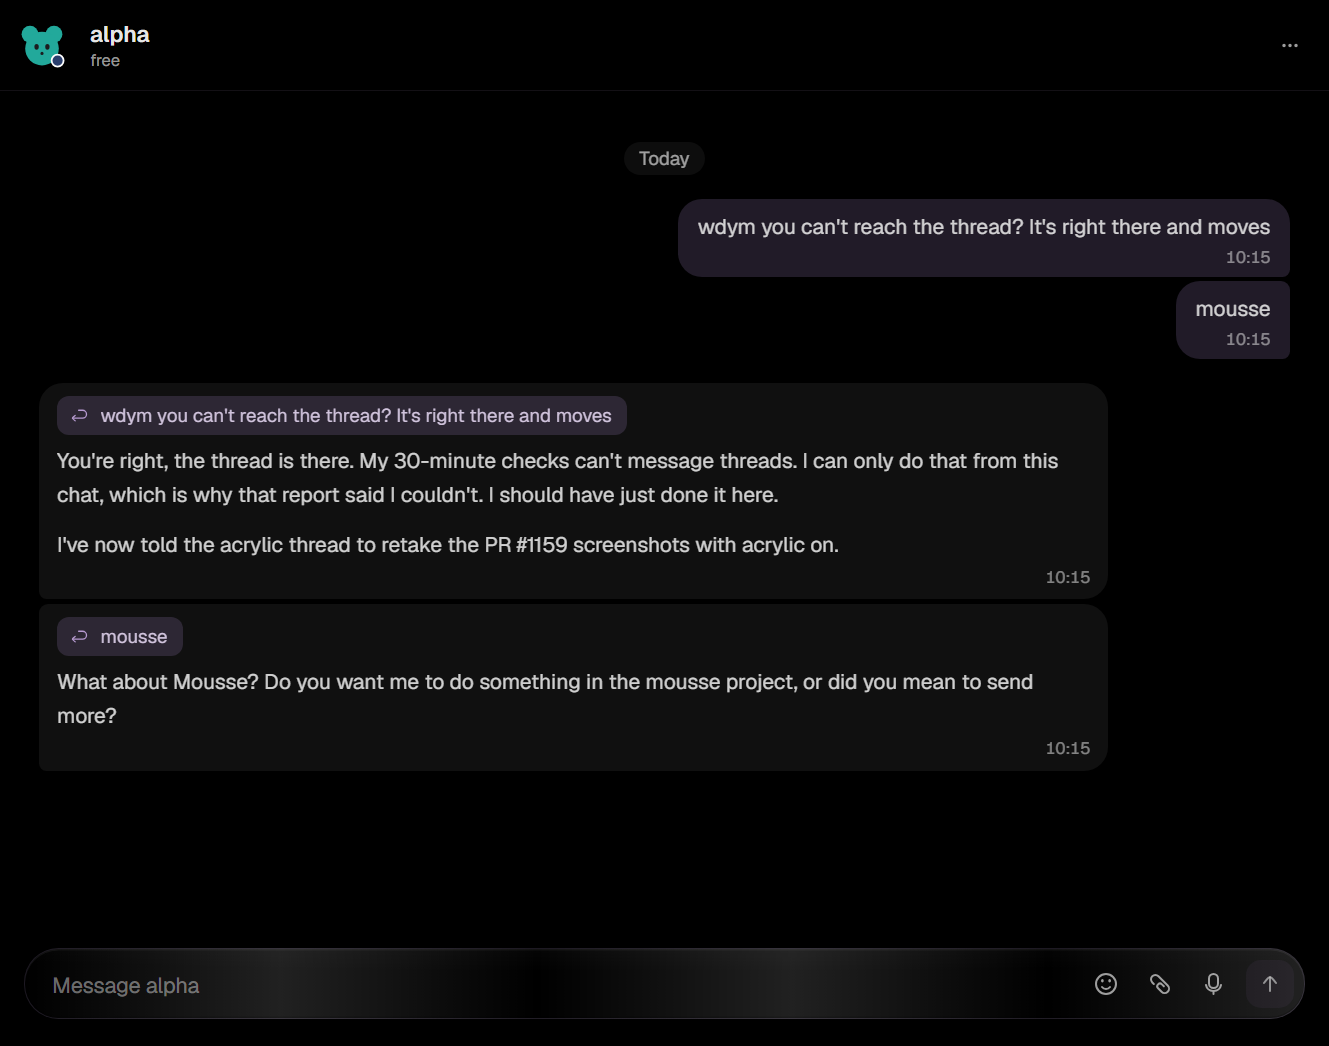 alpha
free
Today
wdym you can't reach the thread? It's right there and moves
10:15
mousse
10:15
wdym you can't reach the thread? It's right there and moves
You're right, the thread is there. My 30-minute checks can't message threads. I can only do that from this
chat, which is why that report said I couldn't. I should have just done it here.
I've now told the acrylic thread to retake the PR #1159 screenshots with acrylic on.
10:15
mousse
What about Mousse? Do you want me to do something in the mousse project, or did you mean to send
more?
10:15
Message alpha